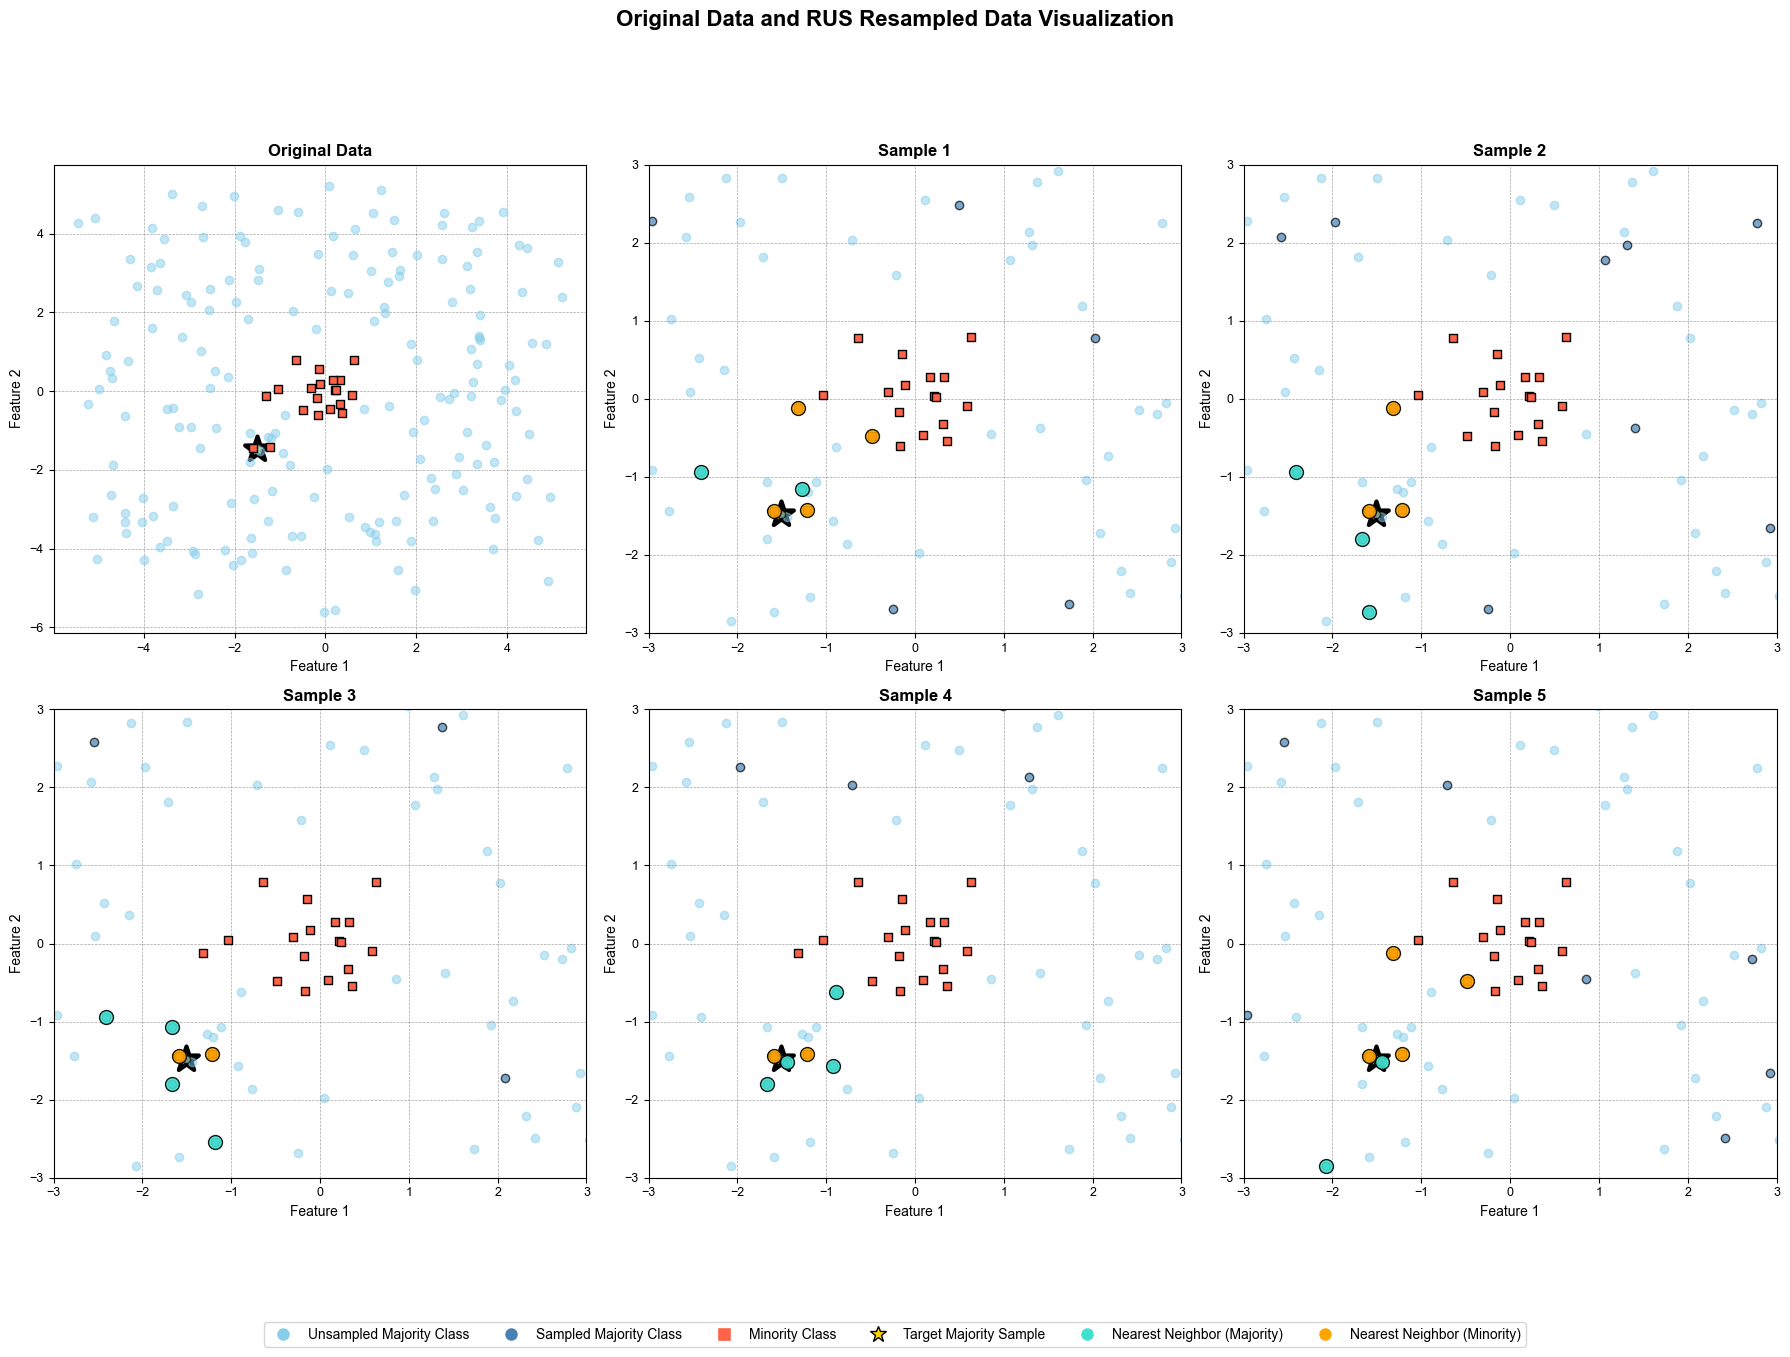 Original Data and RUS Resampled Data Visualization
Original Data
Sample 1
Sample 2
4
2
0
−2
−4
−6
Feature 2
−4 −2 0 2 4
Feature 1
3
2
1
0
−1
−2
−3
Feature 2
−3 −2 −1 0 1 2 3
Feature 1
3
2
1
0
−1
−2
−3
Feature 2
−3 −2 −1 0 1 2 3
Feature 1
Sample 3
Sample 4
Sample 5
3
2
1
0
−1
−2
−3
Feature 2
−3 −2 −1 0 1 2 3
Feature 1
3
2
1
0
−1
−2
−3
Feature 2
−3 −2 −1 0 1 2 3
Feature 1
3
2
1
0
−1
−2
−3
Feature 2
−3 −2 −1 0 1 2 3
Feature 1
Unsampled Majority Class Sampled Majority Class Minority Class Target Majority Sample Nearest Neighbor (Majority) Nearest Neighbor (Minority)